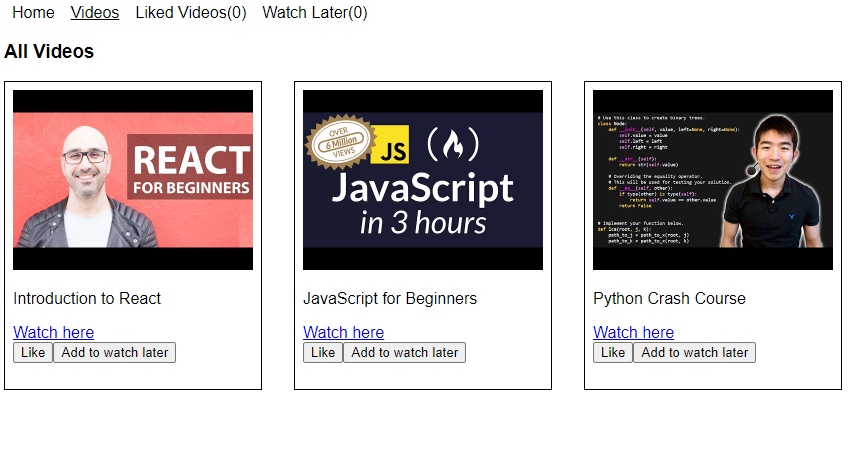 Home Videos Liked Videos(0) Watch Later(0)
All Videos
REACT
FOR BEGINNERS
OVER
6 Million
VIEWS
JS
JavaScript
in 3 hours
# Use this class to create binary trees.
class Node:
def __init__(self, value, left=None, right=None):
self.value = value
self.left = left
self.right = right
def __str__(self):
return str(self.value)
# Overriding the equality operator.
# This will be used for testing your solution.
def __eq__(self, other):
if type(other) is type(self):
return self.value == other.value
return False
# Implement your function below.
def lca(root, j, k):
path_to_j = path_to_x(root, j)
path_to_k = path_to_x(root, k)
Introduction to React
Watch here
Like Add to watch later
JavaScript for Beginners
Watch here
Like Add to watch later
Python Crash Course
Watch here
Like Add to watch later